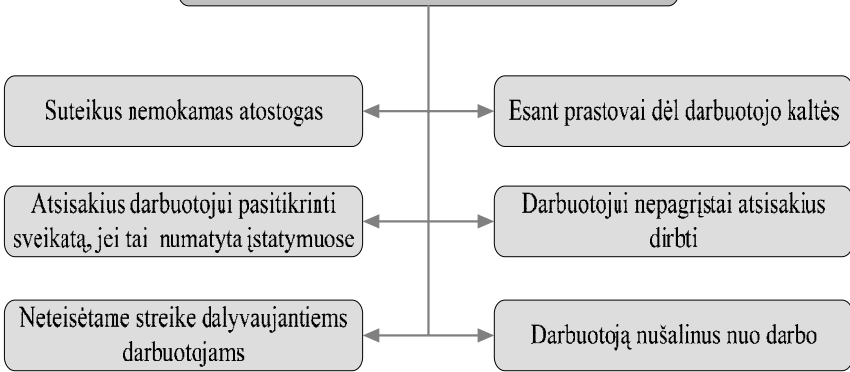 Suteikus nemokamas atostogas
Esant prastovai dėl darbuotojo kaltės
Atsisakius darbuotojui pasitikrinti
sveikatą, jei tai numatyta įstatymuose
Darbuotojui nepagrįstai atsisakius
dirbti
Neteisėtame streike dalyvaujantiems
darbuotojams
Darbuotoją nušalinus nuo darbo